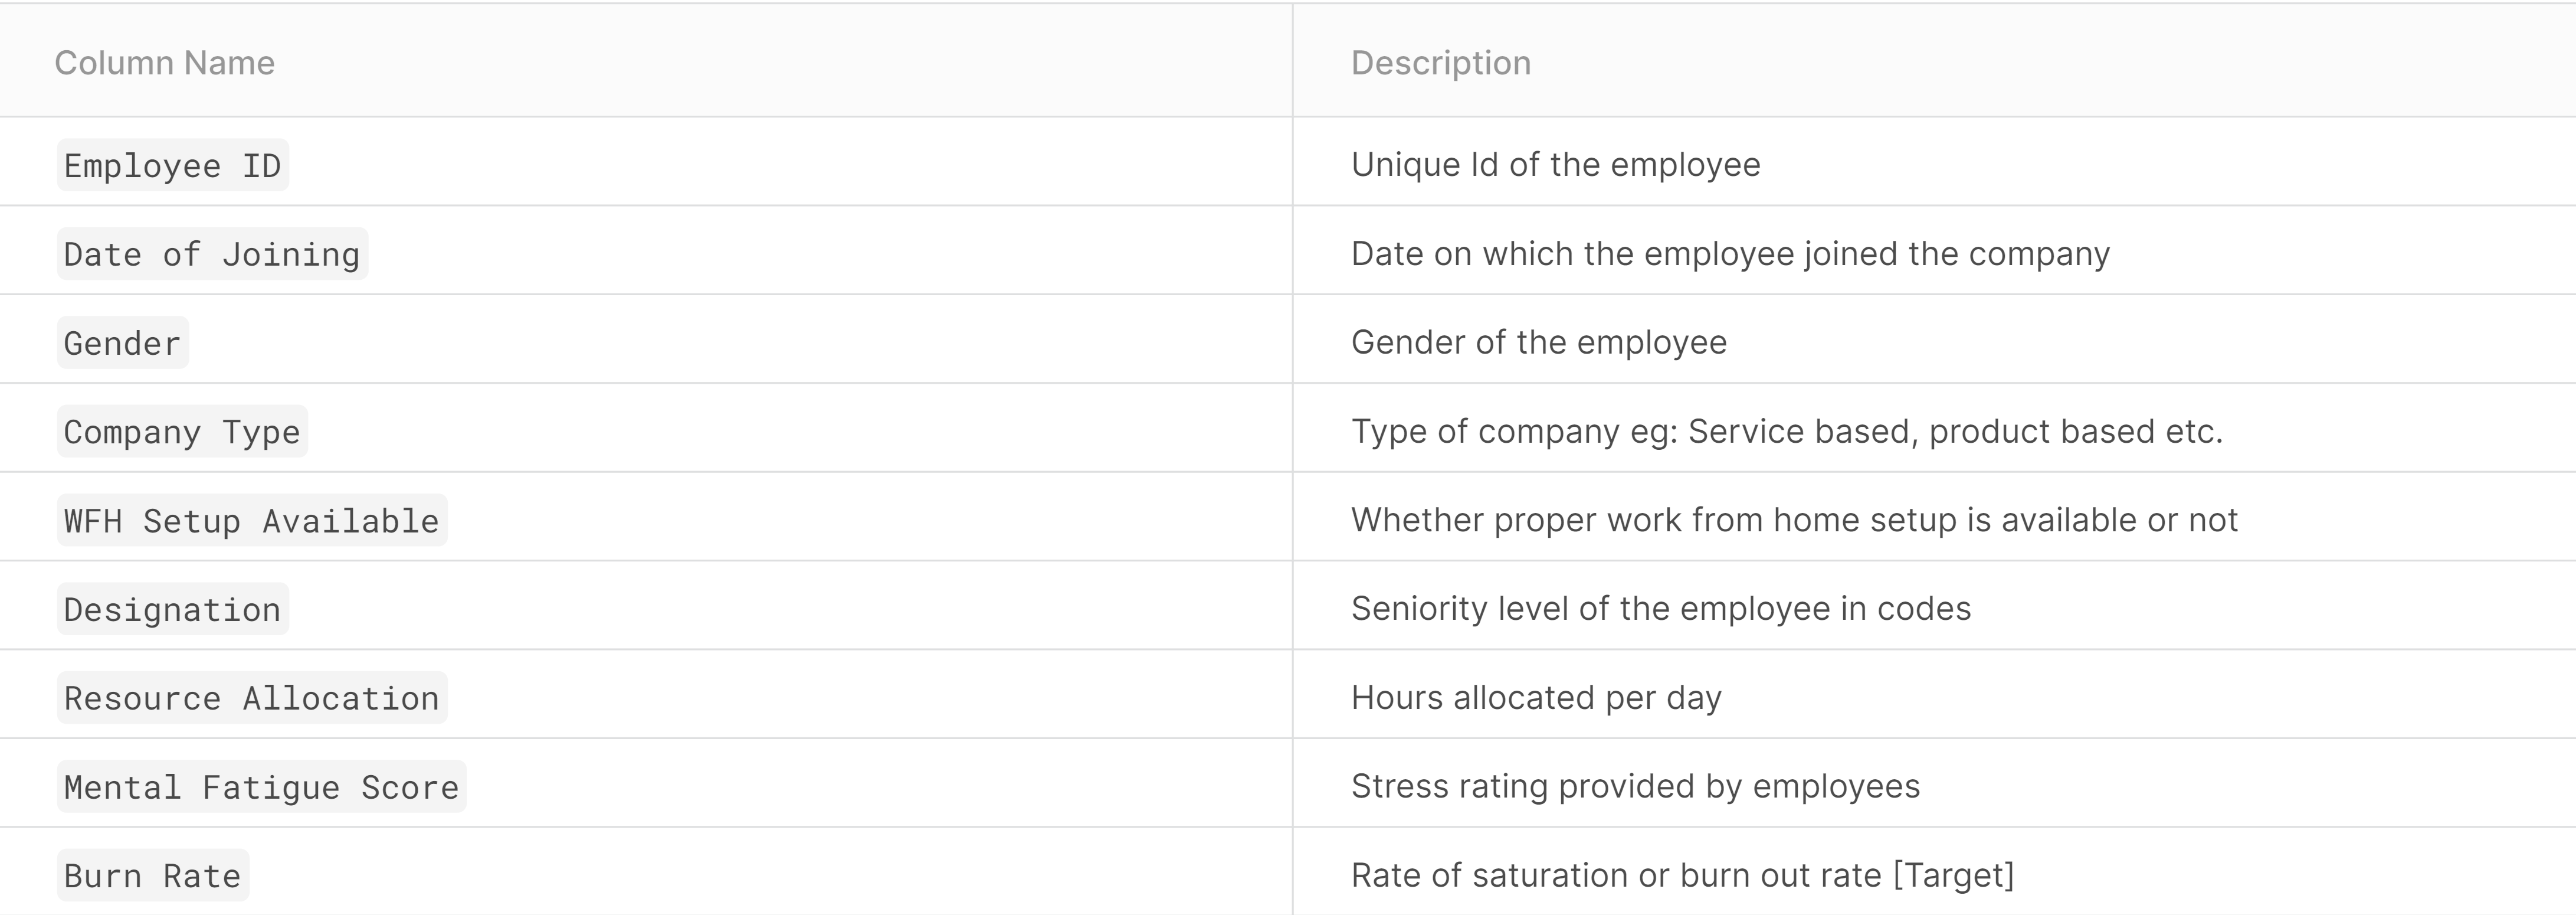 Column Name Description
Employee ID Unique Id of the employee
Date of Joining Date on which the employee joined the company
Gender Gender of the employee
Company Type Type of company eg: Service based, product based etc.
WFH Setup Available Whether proper work from home setup is available or not
Designation Seniority level of the employee in codes
Resource Allocation Hours allocated per day
Mental Fatigue Score Stress rating provided by employees
Burn Rate Rate of saturation or burn out rate [Target]